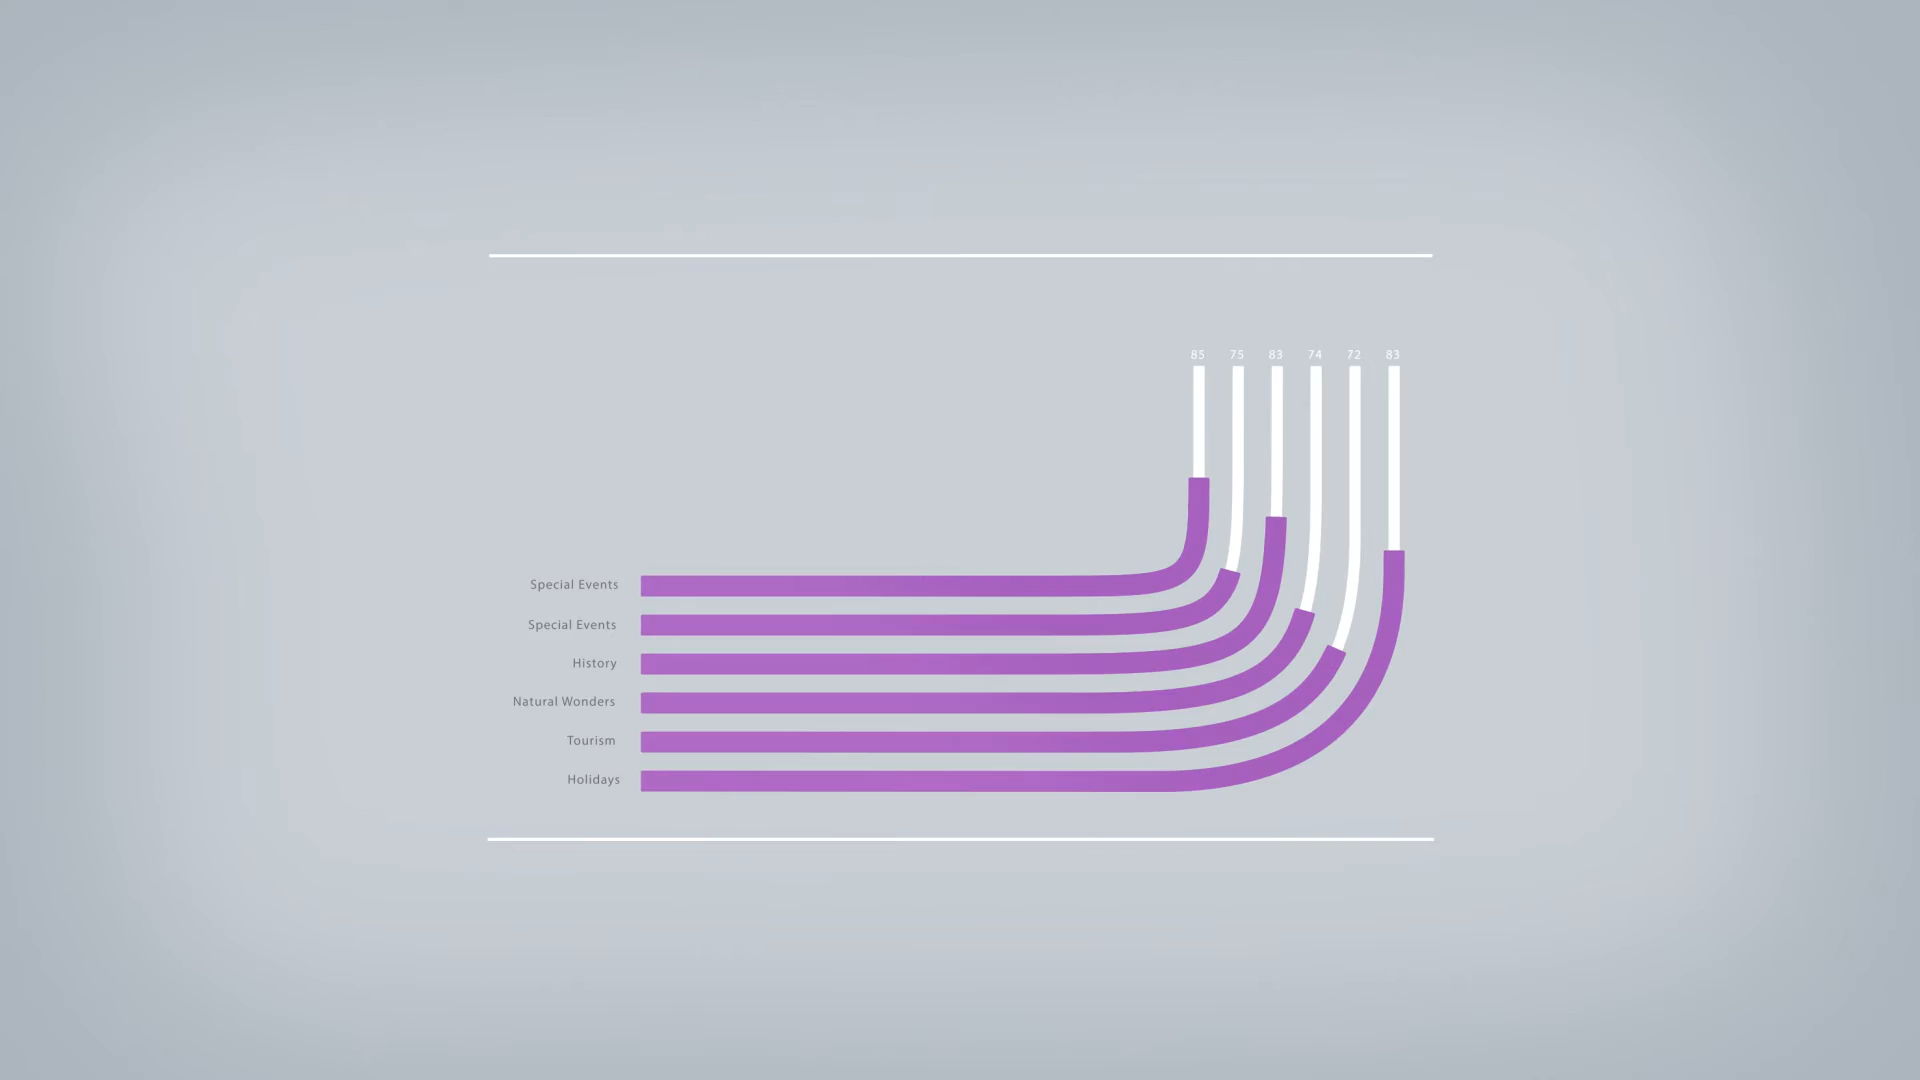 85 75 83 74 72 83
Special Events
Special Events
History
Natural Wonders
Tourism
Holidays